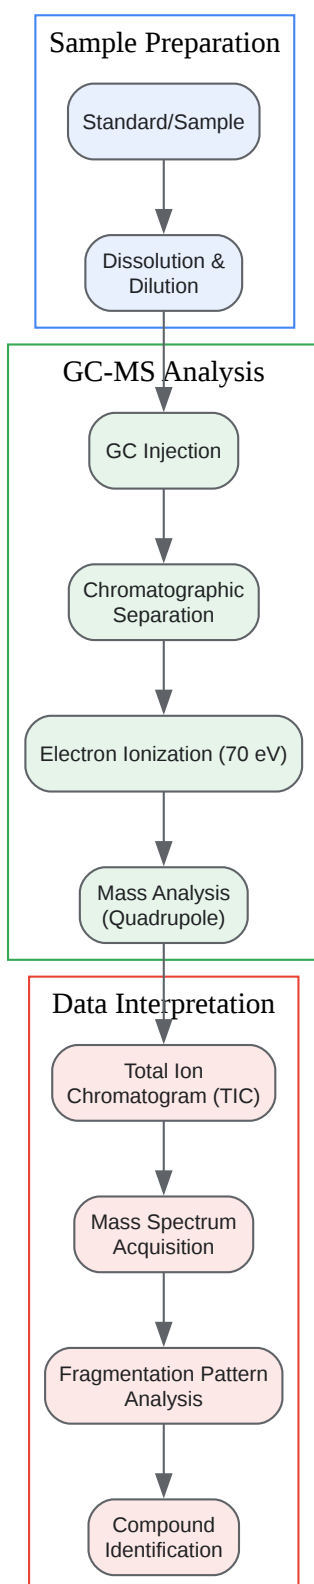 Sample Preparation
Standard/Sample
Dissolution &
Dilution
GC-MS Analysis
GC Injection
Chromatographic
Separation
Electron Ionization (70 eV)
Mass Analysis
(Quadrupole)
Data Interpretation
Total Ion
Chromatogram (TIC)
Mass Spectrum
Acquisition
Fragmentation Pattern
Analysis
Compound
Identification